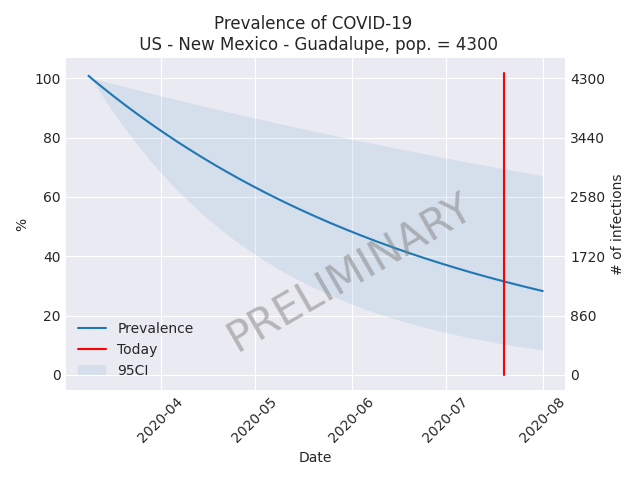 Prevalence of COVID-19
US - New Mexico - Guadalupe, pop. = 4300
100
80
60
40
20
0
%
4300
3440
2580
1720
860
0
# of infections
PRELIMINARY
Prevalence
Today
95CI
2020-04
2020-05
2020-06
2020-07
2020-08
Date